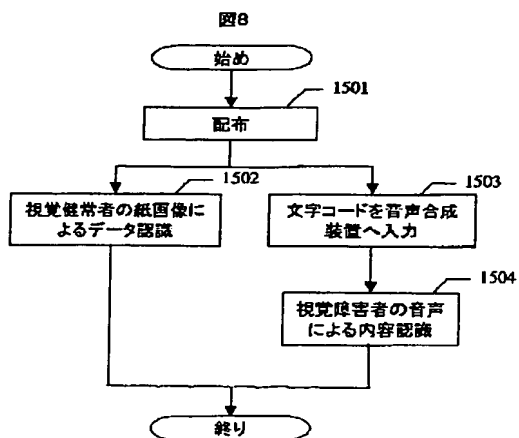 図8
始め
1501
配布
1502
視覚健常者の紙画像に
よるデータ認識
1503
文字コードを音声合成
装置へ入力
1504
視覚障害者の音声
による内容認識
終り